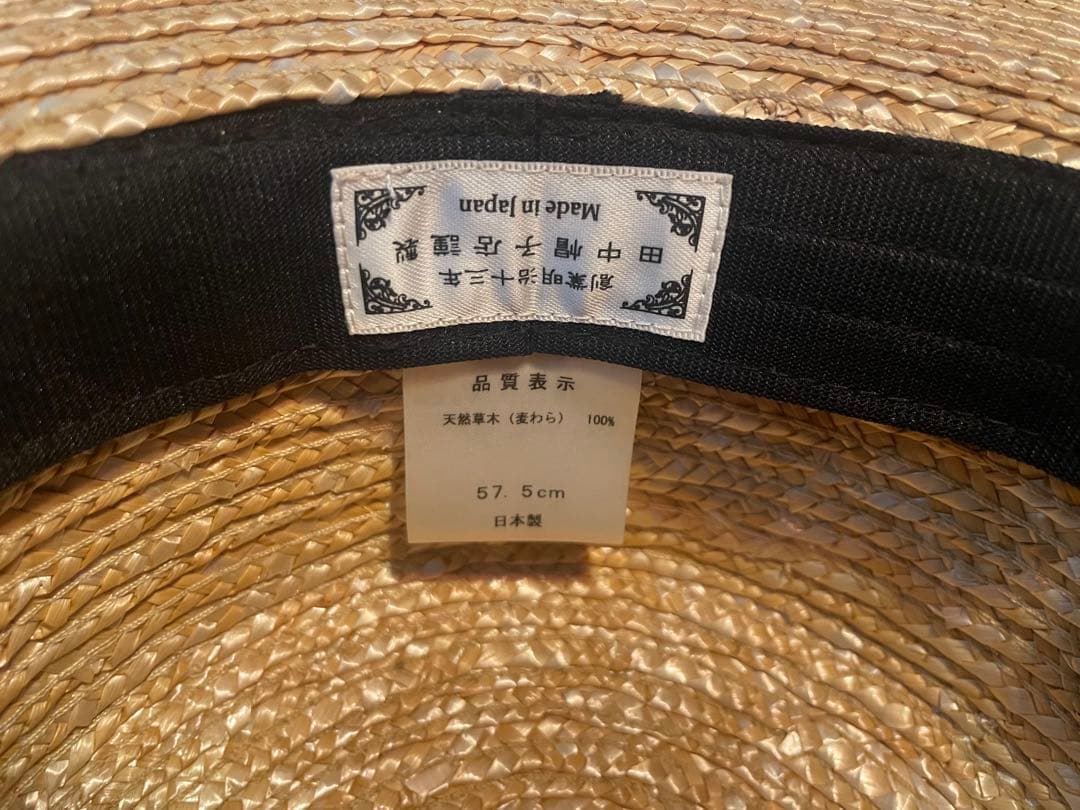 創業明治十三年
田中帽子店謹製
Made in Japan
品質表示
天然草木（麦わら） 100%
57.5cm
日本製